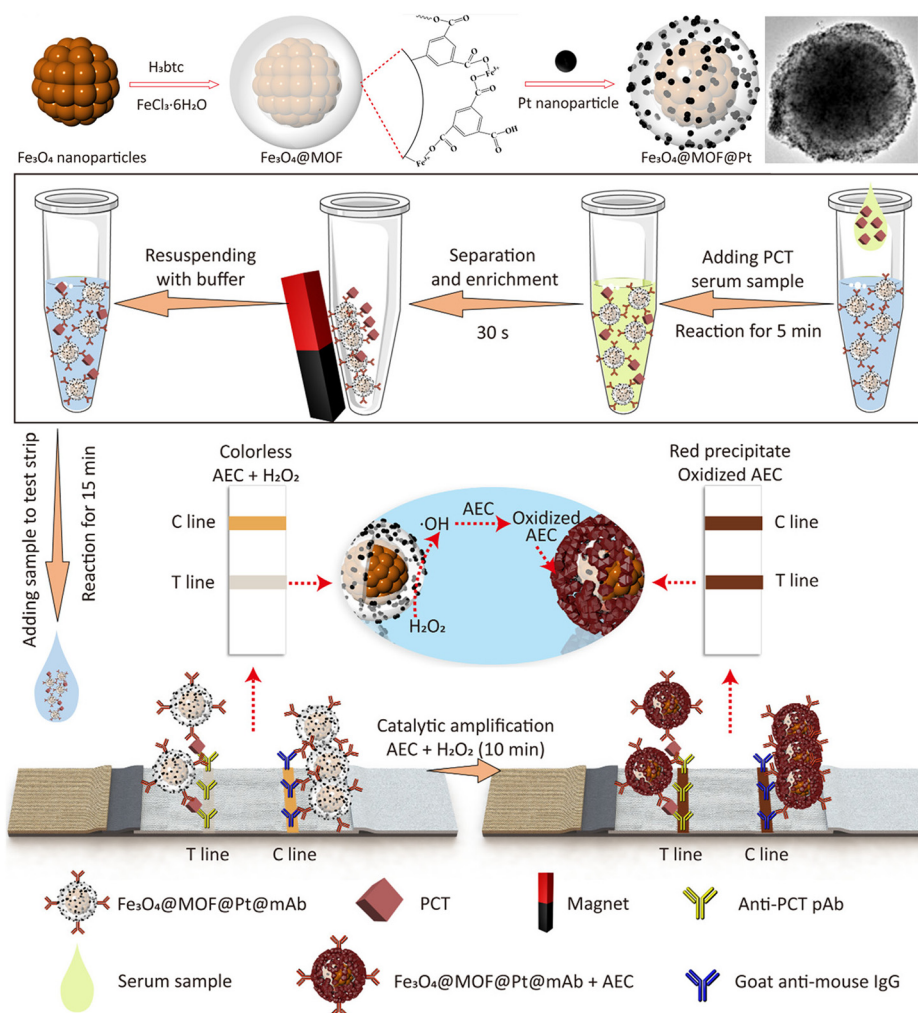 H₃btc
FeCl₃·6H₂O
Pt nanoparticle
Fe₃O₄ nanoparticles
Fe₃O₄@MOF
Fe₃O₄@MOF@Pt
C
O
O
C
O
O
Fe³⁺
O
C
O
C
OH
O
Fe³⁺
O
C
O
Resuspending
with buffer
Separation
and enrichment
30 s
Adding PCT
serum sample
Reaction for 5 min
Adding sample to test strip
Reaction for 15 min
Colorless
AEC + H₂O₂
C line
T line
·OH
AEC
Oxidized
AEC
H₂O₂
Red precipitate
Oxidized AEC
C line
T line
Catalytic amplification
AEC + H₂O₂ (10 min)
T line
C line
T line
C line
Fe₃O₄@MOF@Pt@mAb
PCT
Magnet
Anti-PCT pAb
Serum sample
Fe₃O₄@MOF@Pt@mAb + AEC
Goat anti-mouse IgG